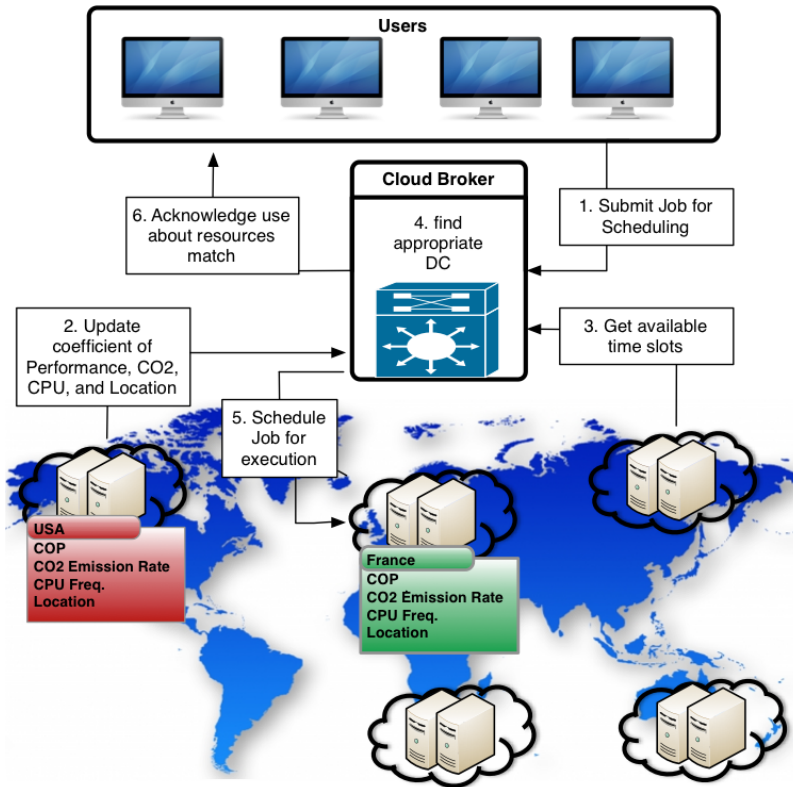 Users
Cloud Broker
6. Acknowledge use
about resources
match
4. find
appropriate
DC
1. Submit Job for
Scheduling
2. Update
coefficient of
Performance, CO2,
CPU, and Location
3. Get available
time slots
5. Schedule
Job for
execution
USA
COP
CO2 Emission Rate
CPU Freq.
Location
France
COP
CO2 Emission Rate
CPU Freq.
Location